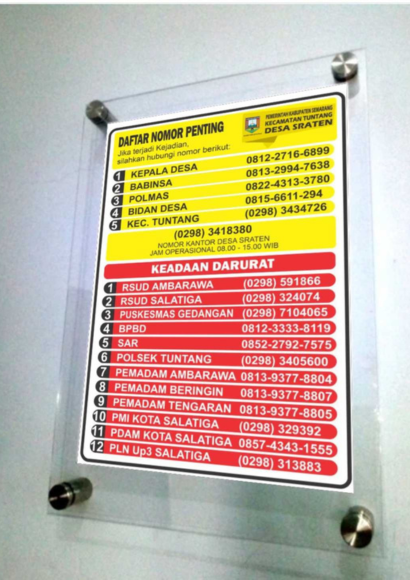 DAFTAR NOMOR PENTING
Jika terjadi Kejadian,
silahkan hubungi nomor berikut:
PEMERINTAH KABUPATEN SEMARANG
KECAMATAN TUNTANG
DESA SRATEN
1 KEPALA DESA 0812-2716-6899
2 BABINSA 0813-2994-7638
3 POLMAS 0822-4313-3780
4 BIDAN DESA 0815-6611-294
5 KEC. TUNTANG (0298) 3434726
(0298) 3418380
NOMOR KANTOR DESA SRATEN
JAM OPERASIONAL 08.00 - 15.00 WIB
KEADAAN DARURAT
1 RSUD AMBARAWA (0298) 591866
2 RSUD SALATIGA (0298) 324074
3 PUSKESMAS GEDANGAN (0298) 7104065
4 BPBD 0812-3333-8119
5 SAR 0852-2792-7575
6 POLSEK TUNTANG (0298) 3405600
7 PEMADAM AMBARAWA 0813-9377-8804
8 PEMADAM BERINGIN 0813-9377-8807
9 PEMADAM TENGARAN 0813-9377-8805
10 PMI KOTA SALATIGA (0298) 329392
11 PDAM KOTA SALATIGA 0857-4343-1555
12 PLN Up3 SALATIGA (0298) 313883